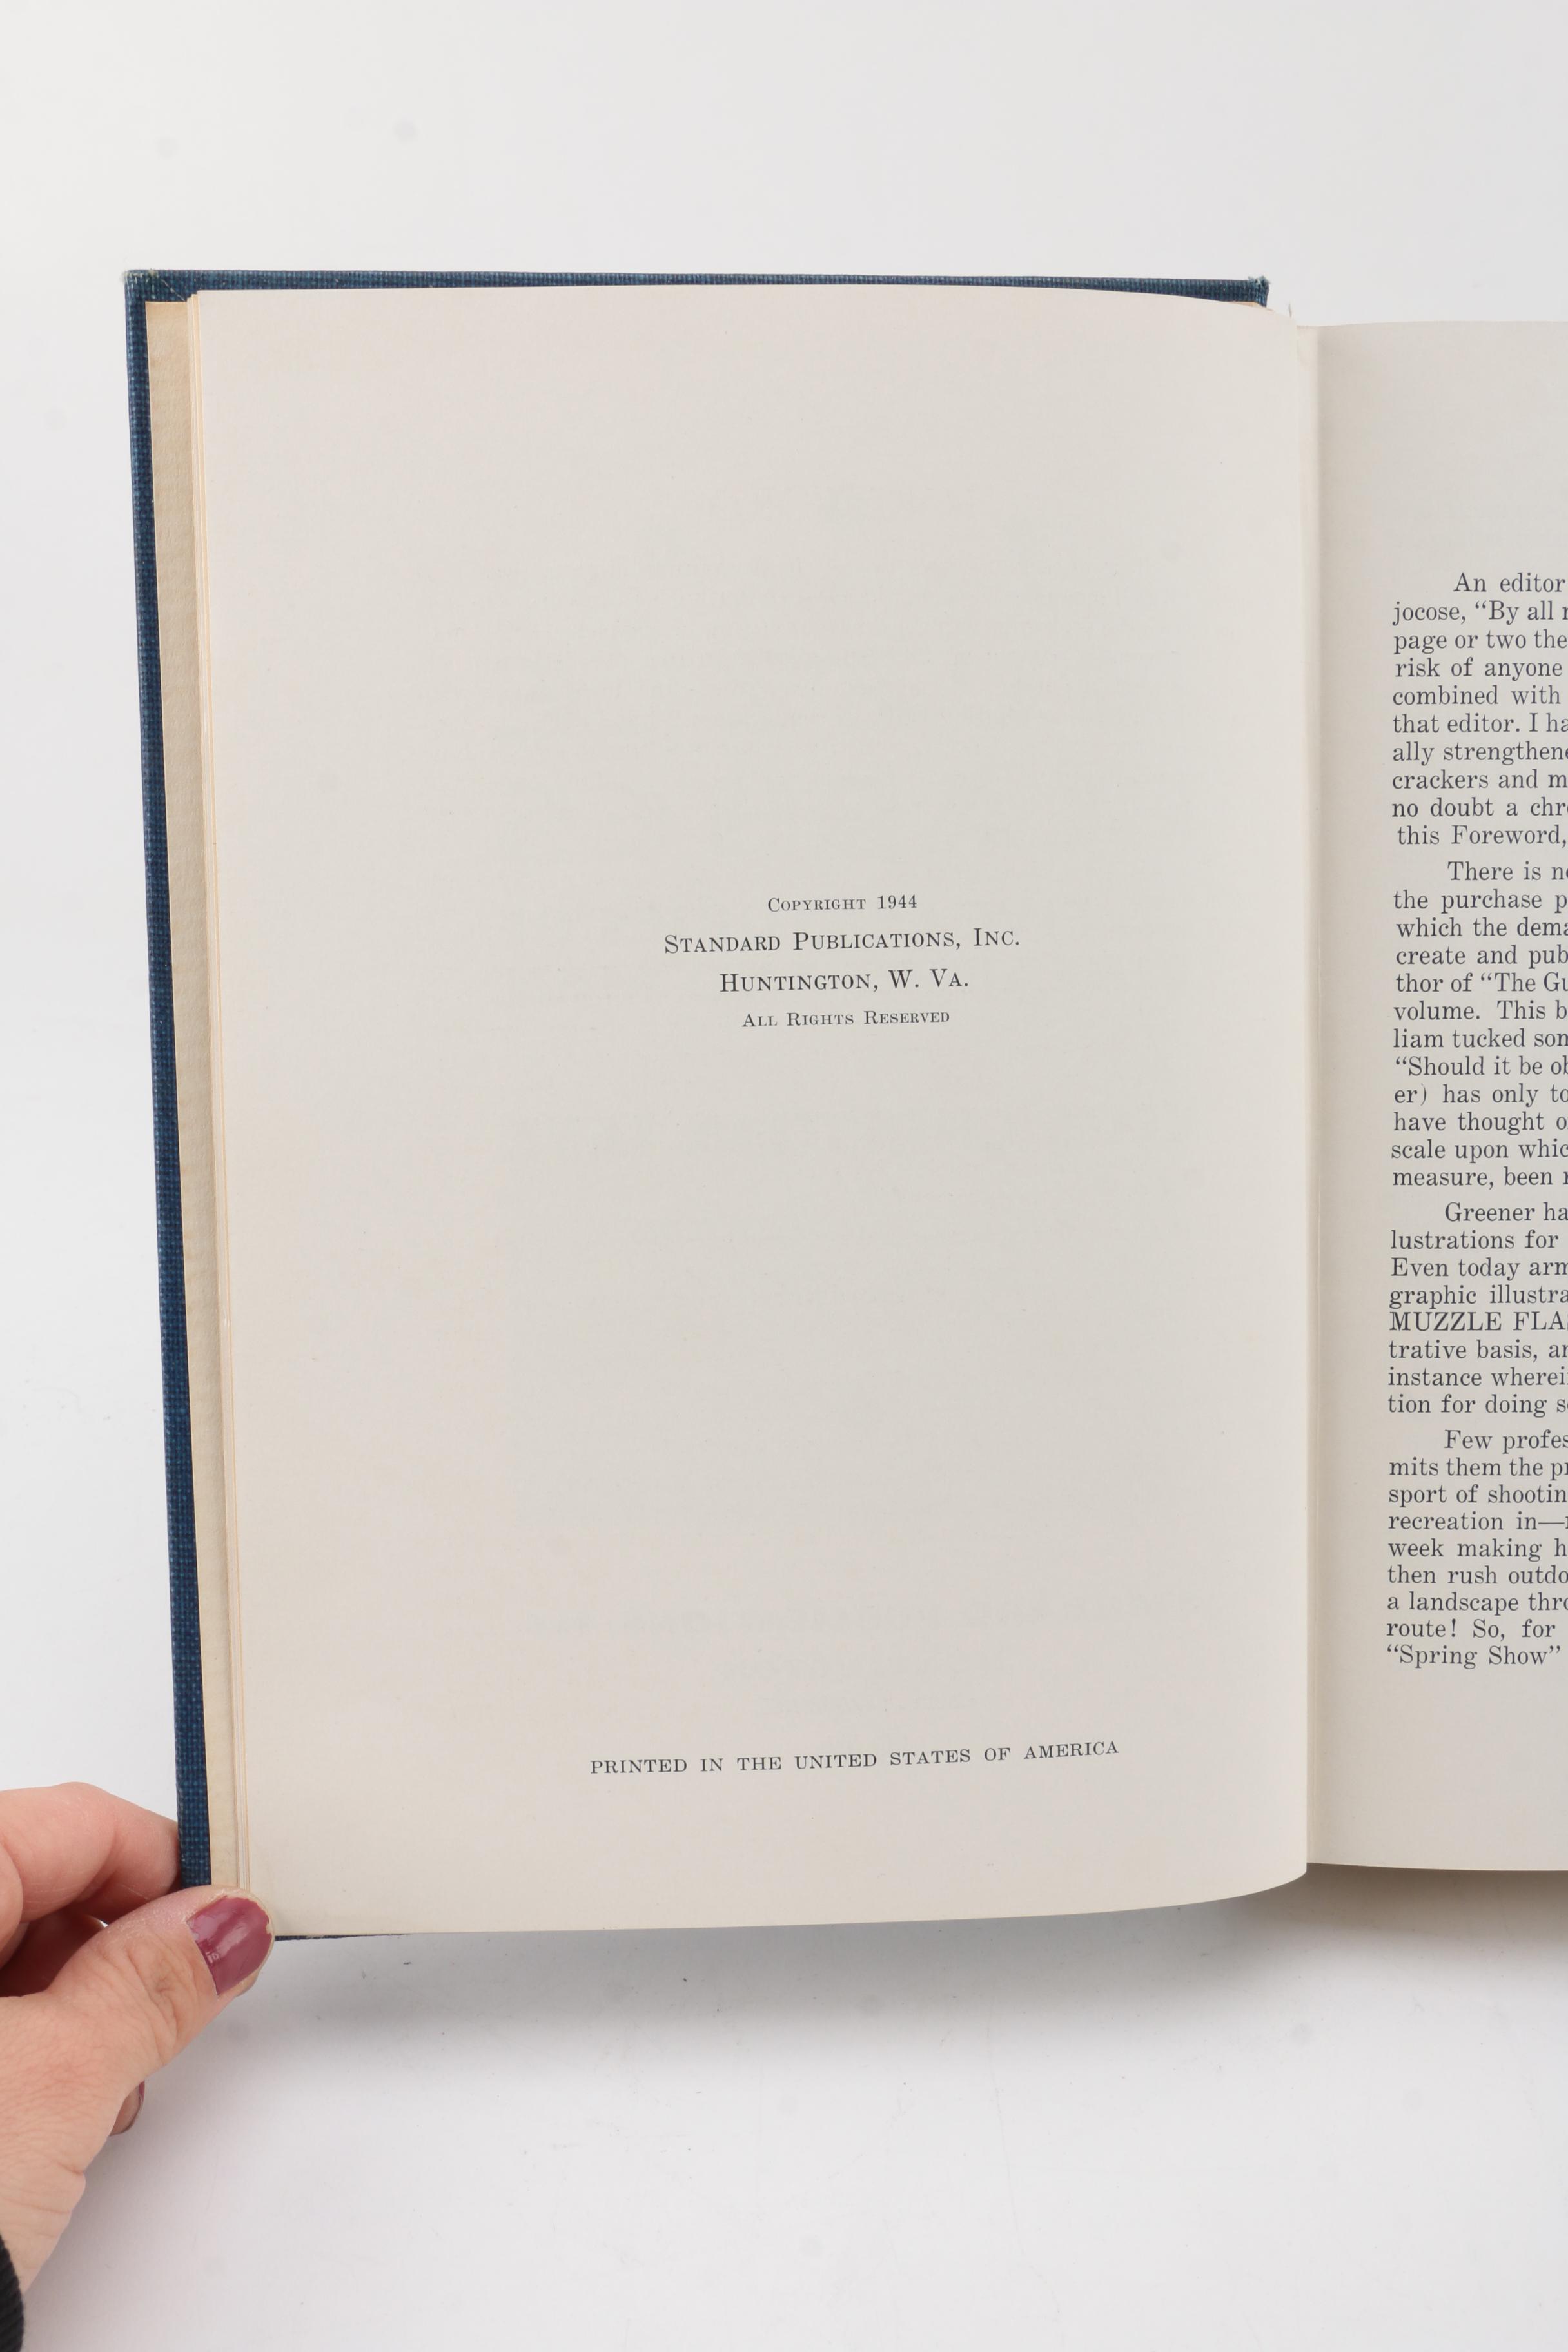 Copyright 1944
Standard Publications, Inc.
Huntington, W. Va.
All Rights Reserved
PRINTED IN THE UNITED STATES OF AMERICA
An editor
jocose, “By all
page or two the
risk of anyone
combined with
that editor. I ha
ally strengthene
crackers and m
no doubt a chr
this Foreword,
There is n
the purchase p
which the dema
create and pub
thor of “The Gu
volume. This b
liam tucked som
“Should it be ob
er) has only to
have thought o
scale upon whic
measure, been
Greener ha
lustrations for
Even today arm
graphic illustra
MUZZLE FLA
trative basis, an
instance wherei
tion for doing s
Few profes
mits them the p
sport of shootin
recreation in—
week making h
then rush outdo
a landscape thro
route! So, for
“Spring Show”